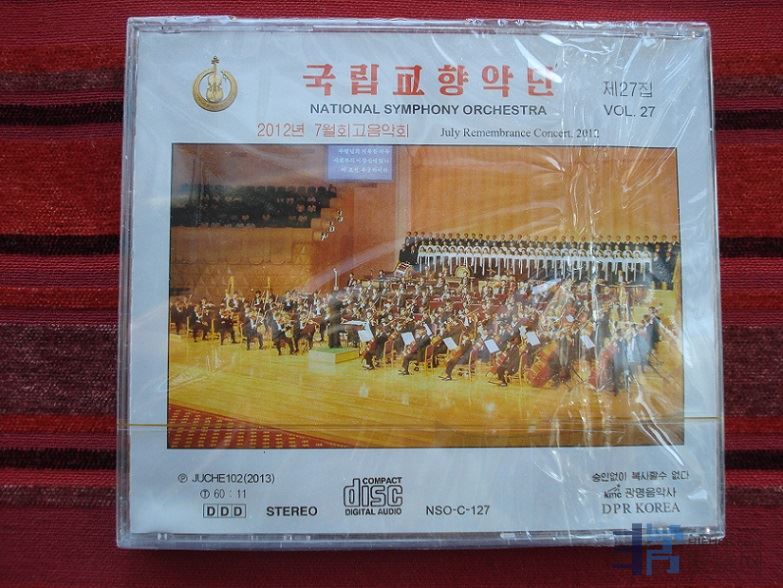 국립교향악단
제27집
NATIONAL SYMPHONY ORCHESTRA
VOL. 27
2012년 7월회고음악회
July Remembrance Concert, 2012
Ⓟ JUCHE102(2013)
Ⓣ 60 : 11
DDD STEREO
COMPACT
disc
DIGITAL AUDIO
NSO-C-127
승인없이 복사할수 없다
KMC 광명음악사
DPR KOREA